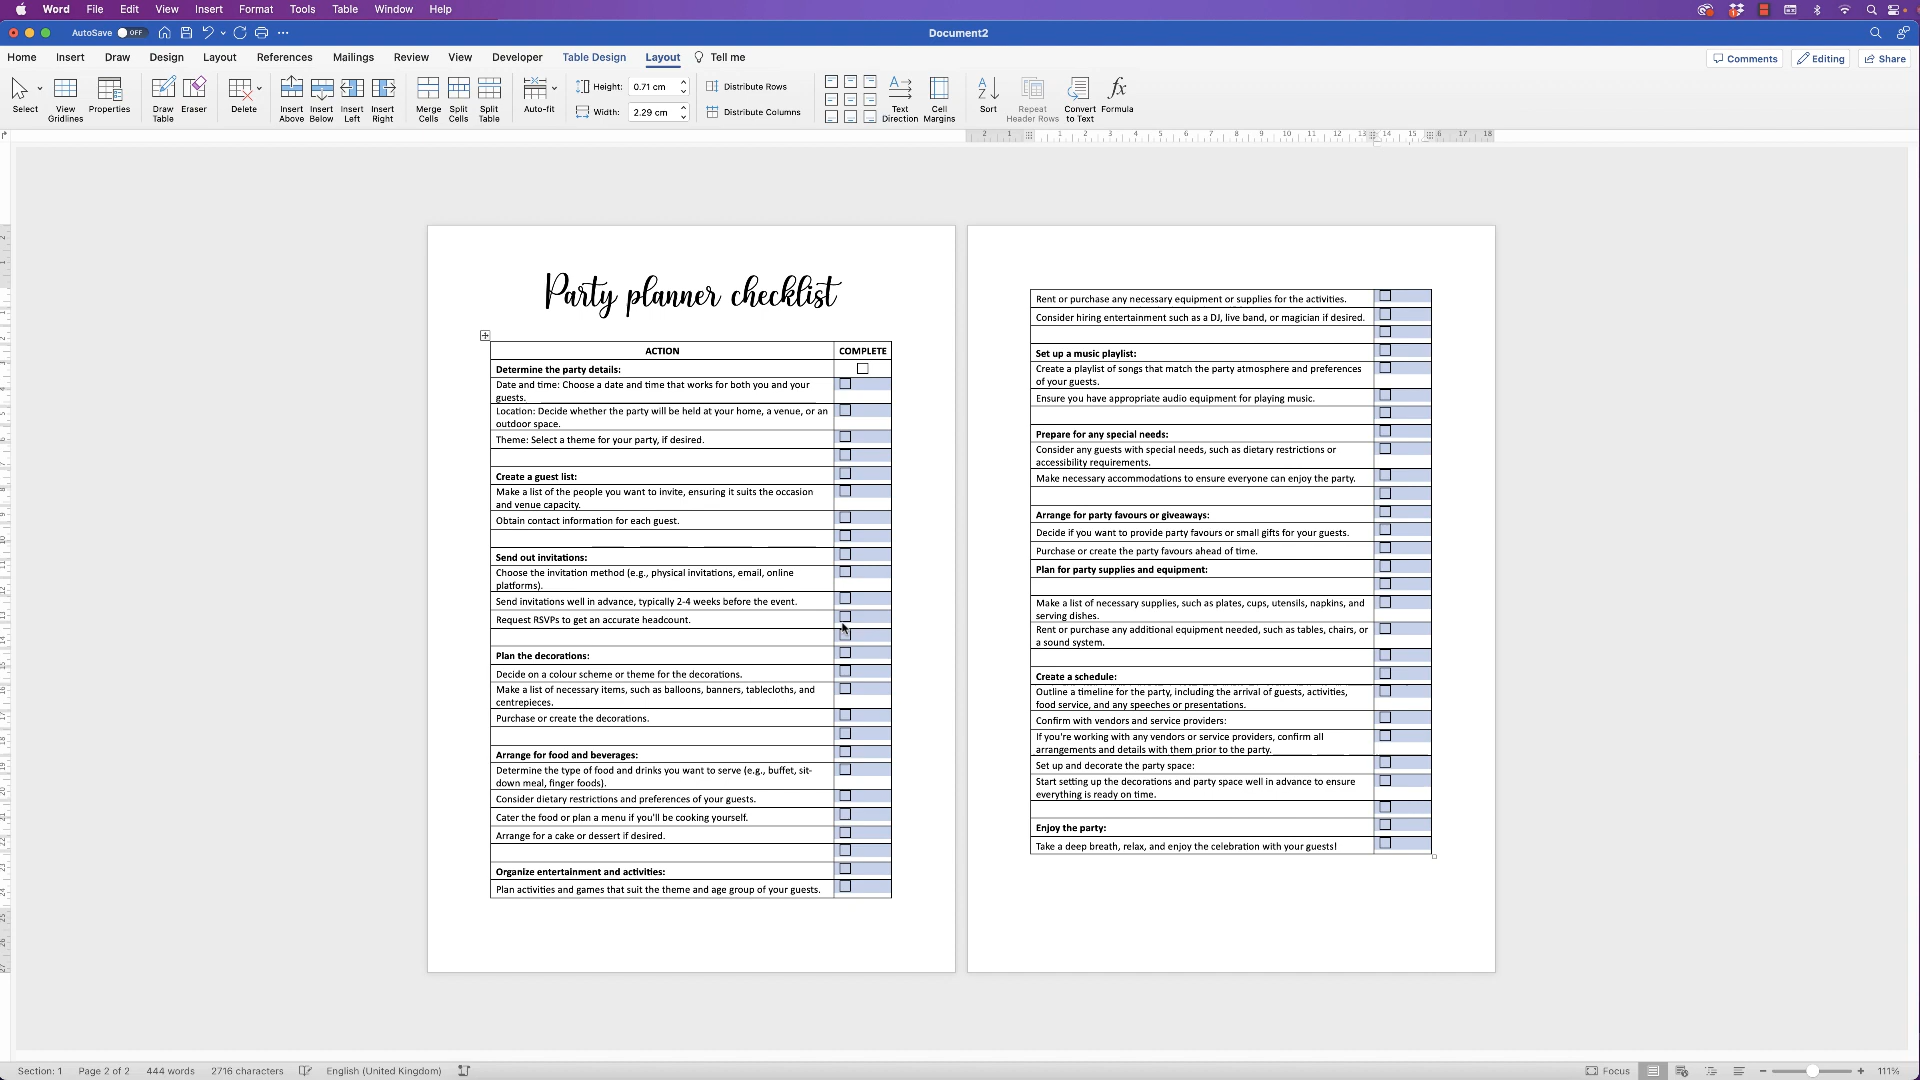 Word File Edit View Insert Format Tools Table Window Help
AutoSave OFF
Document2
Home Insert Draw Design Layout References Mailings Review View Developer Table Design Layout Tell me
Comments Editing Share
Select
View Gridlines
Properties
Draw Table
Eraser
Delete
Insert Above
Insert Below
Insert Left
Insert Right
Merge Cells
Split Cells
Split Table
Auto-fit
Height: 0.71 cm
Width: 2.29 cm
Distribute Rows
Distribute Columns
Text Direction
Cell Margins
Sort
Repeat Header Rows
Convert to Text
Formula
Party planner checklist
ACTION COMPLETE
Determine the party details:
Date and time: Choose a date and time that works for both you and your
guests.
Location: Decide whether the party will be held at your home, a venue, or an
outdoor space.
Theme: Select a theme for your party, if desired.
Create a guest list:
Make a list of the people you want to invite, ensuring it suits the occasion
and venue capacity.
Obtain contact information for each guest.
Send out invitations:
Choose the invitation method (e.g., physical invitations, email, online
platforms).
Send invitations well in advance, typically 2-4 weeks before the event.
Request RSVPs to get an accurate headcount.
Plan the decorations:
Decide on a colour scheme or theme for the decorations.
Make a list of necessary items, such as balloons, banners, tablecloths, and
centrepieces.
Purchase or create the decorations.
Arrange for food and beverages:
Determine the type of food and drinks you want to serve (e.g., buffet, sit-
down meal, finger foods).
Consider dietary restrictions and preferences of your guests.
Cater the food or plan a menu if you'll be cooking yourself.
Arrange for a cake or dessert if desired.
Organize entertainment and activities:
Plan activities and games that suit the theme and age group of your guests.
Rent or purchase any necessary equipment or supplies for the activities.
Consider hiring entertainment such as a DJ, live band, or magician if desired.
Set up a music playlist:
Create a playlist of songs that match the party atmosphere and preferences
of your guests.
Ensure you have appropriate audio equipment for playing music.
Prepare for any special needs:
Consider any guests with special needs, such as dietary restrictions or
accessibility requirements.
Make necessary accommodations to ensure everyone can enjoy the party.
Arrange for party favours or giveaways:
Decide if you want to provide party favours or small gifts for your guests.
Purchase or create the party favours ahead of time.
Plan for party supplies and equipment:
Make a list of necessary supplies, such as plates, cups, utensils, napkins, and
serving dishes.
Rent or purchase any additional equipment needed, such as tables, chairs, or
a sound system.
Create a schedule:
Outline a timeline for the party, including the arrival of guests, activities,
food service, and any speeches or presentations.
Confirm with vendors and service providers:
If you're working with any vendors or service providers, confirm all
arrangements and details with them prior to the party.
Set up and decorate the party space:
Start setting up the decorations and party space well in advance to ensure
everything is ready on time.
Enjoy the party:
Take a deep breath, relax, and enjoy the celebration with your guests!
Section: 1 Page 2 of 2 444 words 2716 characters English (United Kingdom) Focus 111%